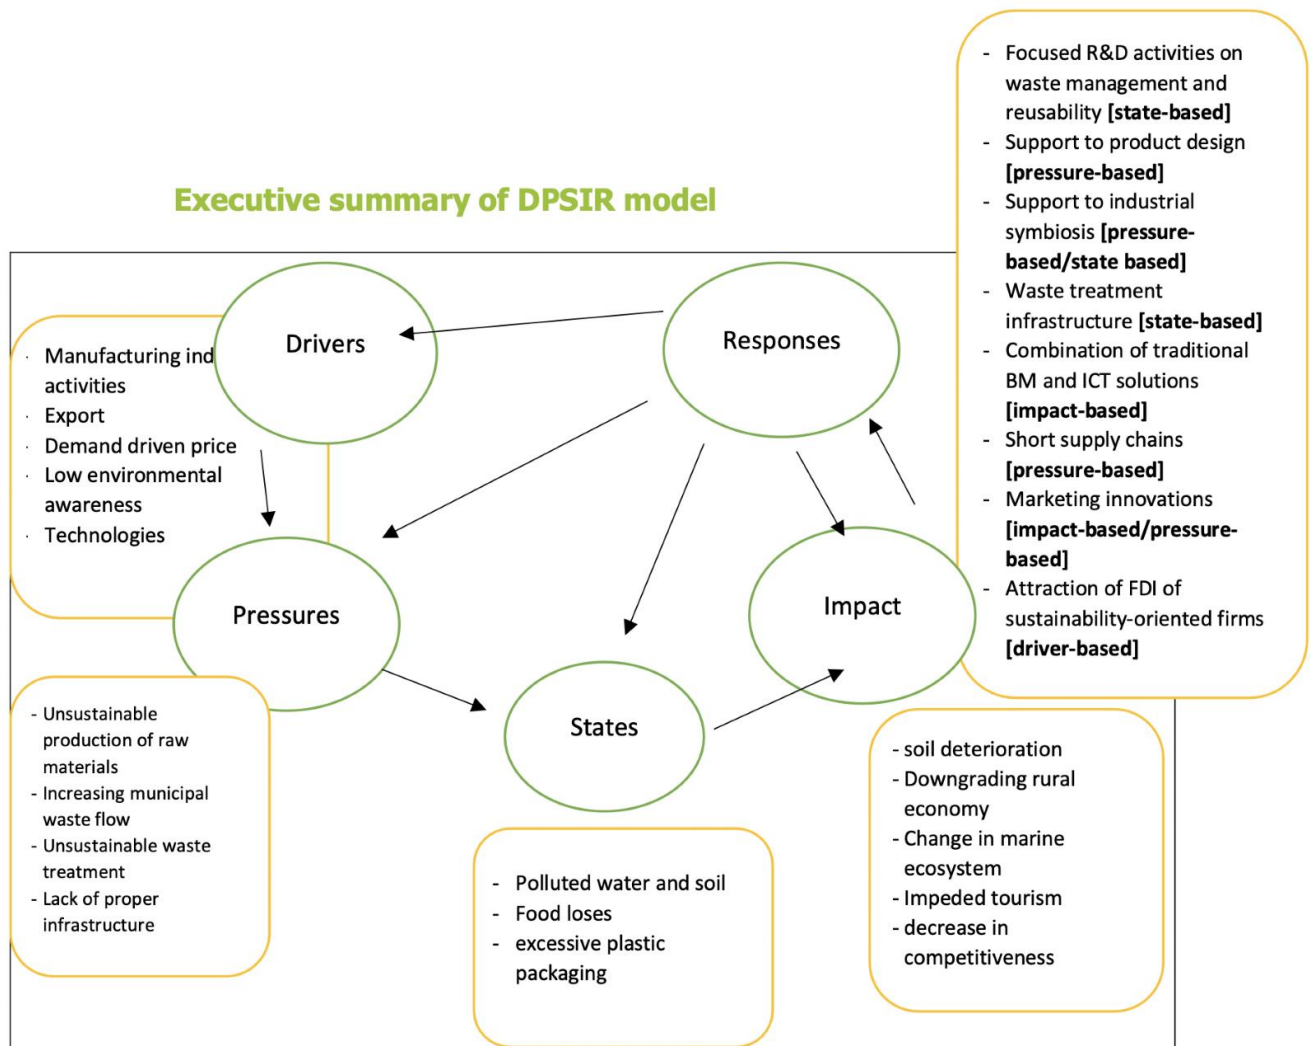 Executive summary of DPSIR model
Drivers
· Manufacturing ind
activities
· Export
· Demand driven price
· Low environmental
awareness
· Technologies
Pressures
- Unsustainable
production of raw
materials
- Increasing municipal
waste flow
- Unsustainable waste
treatment
- Lack of proper
infrastructure
States
- Polluted water and soil
- Food loses
- excessive plastic
packaging
Impact
- soil deterioration
- Downgrading rural
economy
- Change in marine
ecosystem
- Impeded tourism
- decrease in
competitiveness
Responses
- Focused R&D activities on
waste management and
reusability [state-based]
- Support to product design
[pressure-based]
- Support to industrial
symbiosis [pressure-
based/state based]
- Waste treatment
infrastructure [state-based]
- Combination of traditional
BM and ICT solutions
[impact-based]
- Short supply chains
[pressure-based]
- Marketing innovations
[impact-based/pressure-
based]
- Attraction of FDI of
sustainability-oriented firms
[driver-based]